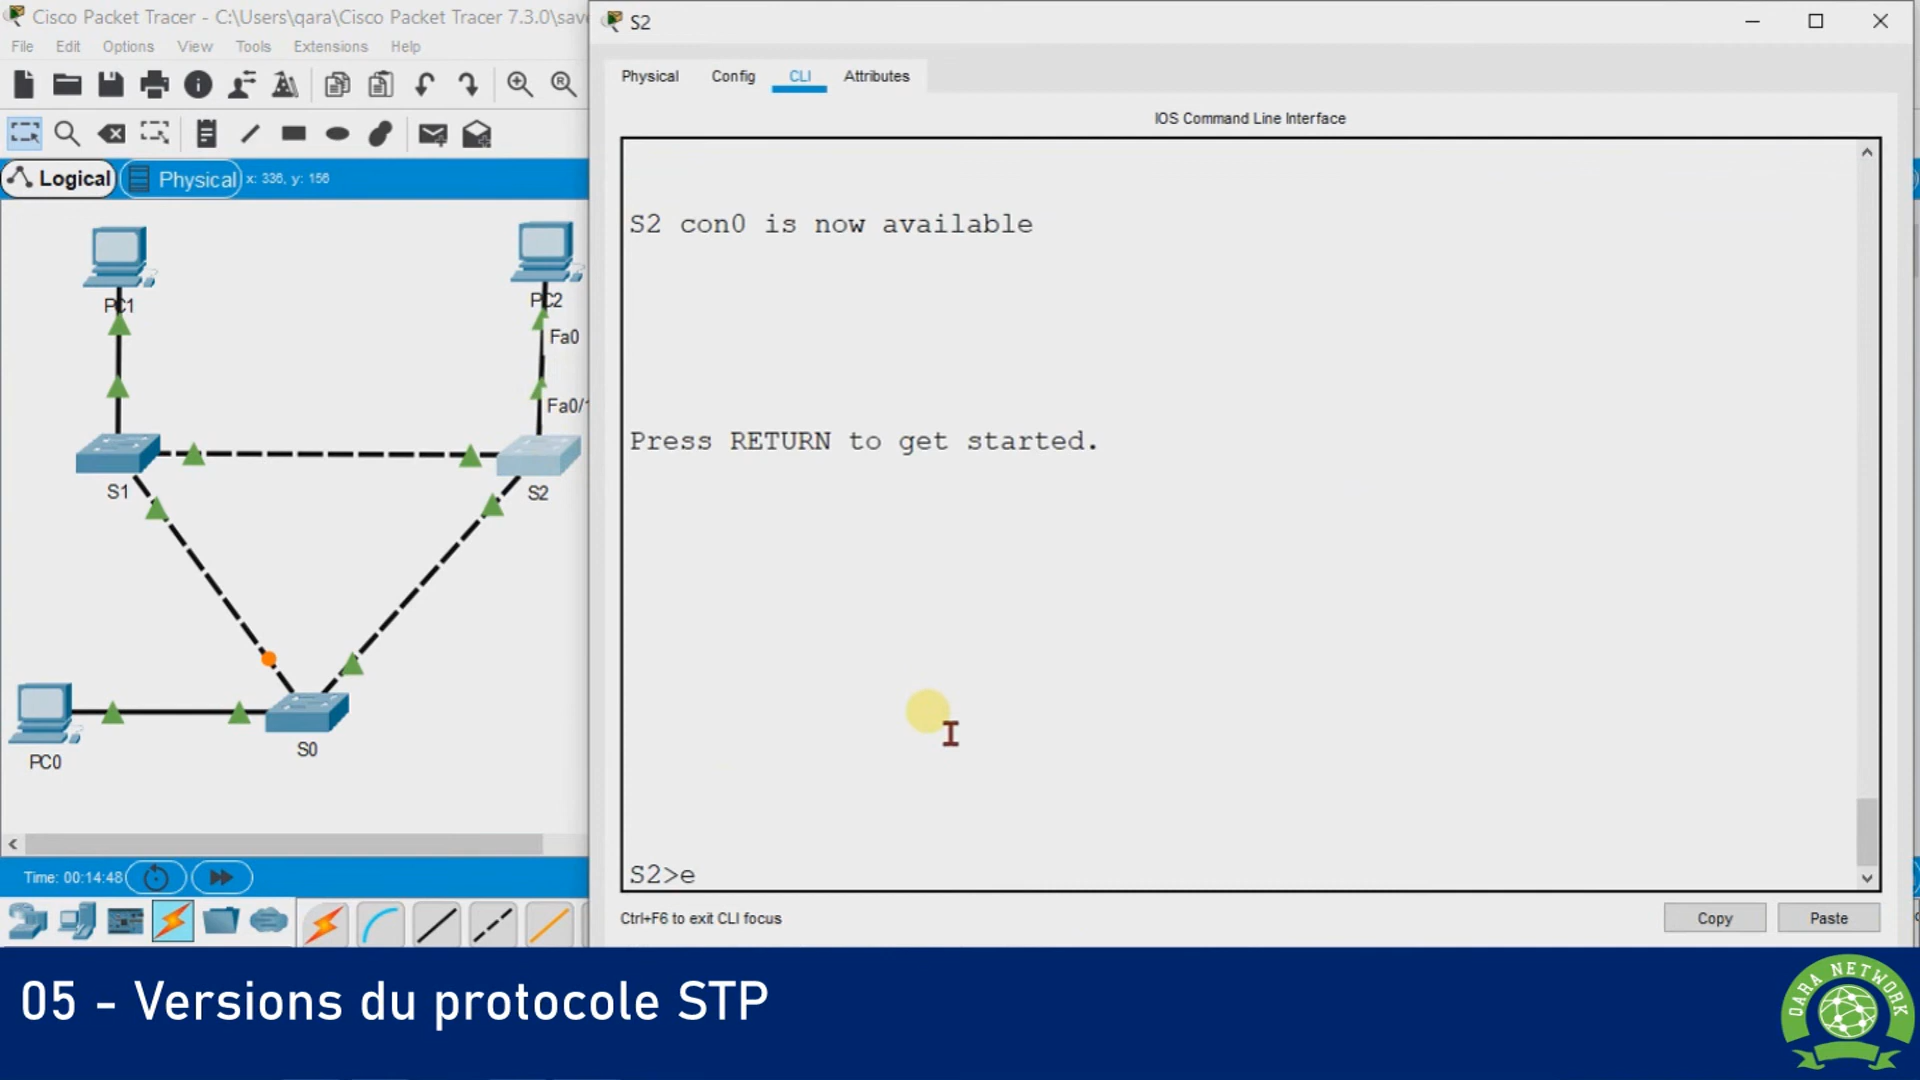 Cisco Packet Tracer - C:\Users\qara\Cisco Packet Tracer 7.3.0\save
File Edit Options View Tools Extensions Help
Logical Physical x: 336, y: 156
PC1
PC2
Fa0
Fa0/1
S1
S2
PC0
S0
Time: 00:14:48
S2
Physical Config CLI Attributes
IOS Command Line Interface
S2 con0 is now available
Press RETURN to get started.
S2>e
Ctrl+F6 to exit CLI focus
Copy
Paste
05 - Versions du protocole STP
QARA NETWORK